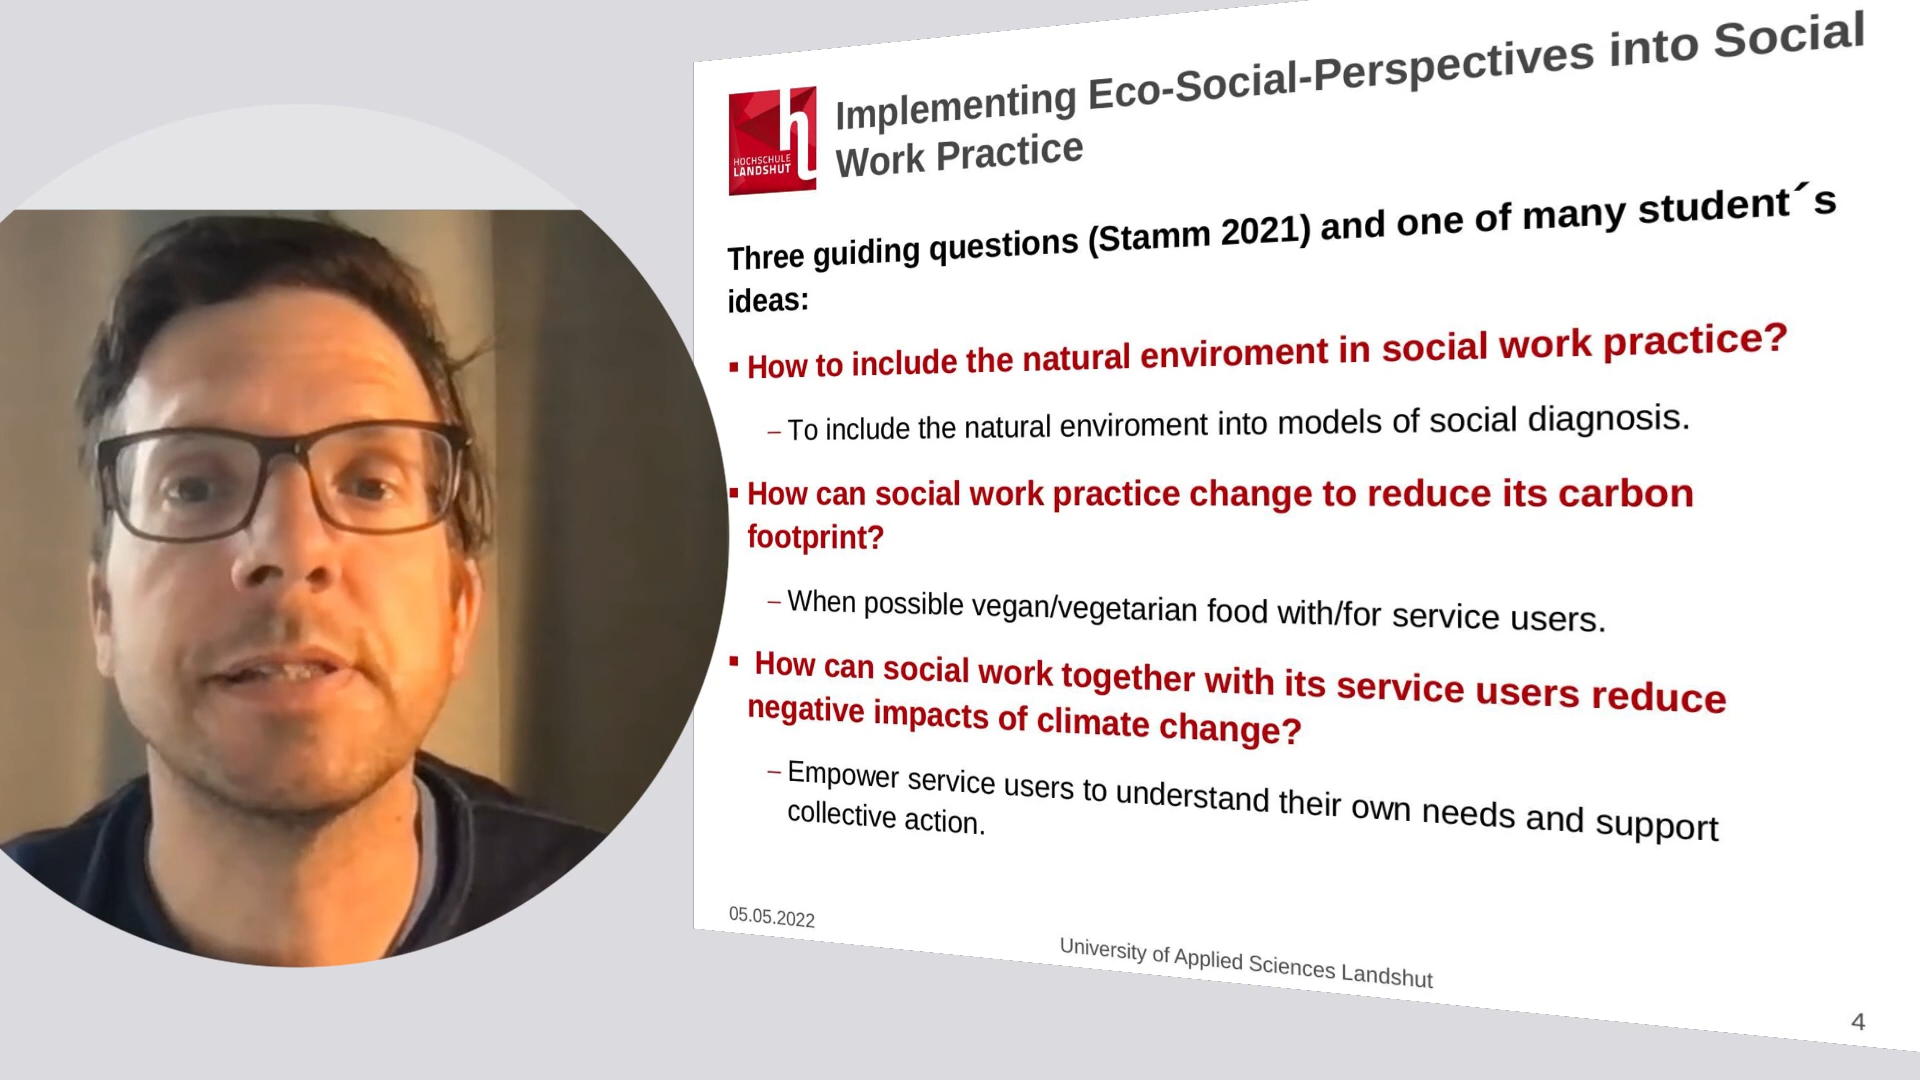 HOCHSCHULE
LANDSHUT
Implementing Eco-Social-Perspectives into Social
Work Practice
Three guiding questions (Stamm 2021) and one of many student´s
ideas:
▪ How to include the natural enviroment in social work practice?
– To include the natural enviroment into models of social diagnosis.
▪ How can social work practice change to reduce its carbon
footprint?
– When possible vegan/vegetarian food with/for service users.
▪ How can social work together with its service users reduce
negative impacts of climate change?
– Empower service users to understand their own needs and support
collective action.
05.05.2022
University of Applied Sciences Landshut
4